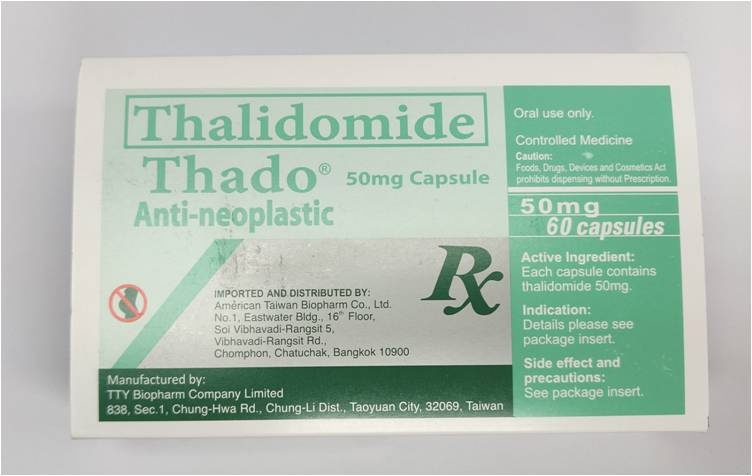 Thalidomide
Thado® 50mg Capsule
Anti-neoplastic
Rx
IMPORTED AND DISTRIBUTED BY:
American Taiwan Biopharm Co., Ltd.
No.1, Eastwater Bldg., 16th Floor,
Soi Vibhavadi-Rangsit 5,
Vibhavadi-Rangsit Rd.,
Chomphon, Chatuchak, Bangkok 10900
Manufactured by:
TTY Biopharm Company Limited
838, Sec.1, Chung-Hwa Rd., Chung-Li Dist., Taoyuan City, 32069, Taiwan
Oral use only.
Controlled Medicine
Caution:
Foods, Drugs, Devices and Cosmetics Act
prohibits dispensing without Prescription.
50mg
60 capsules
Active Ingredient:
Each capsule contains
thalidomide 50mg.
Indication:
Details please see
package insert.
Side effect and
precautions:
See package insert.